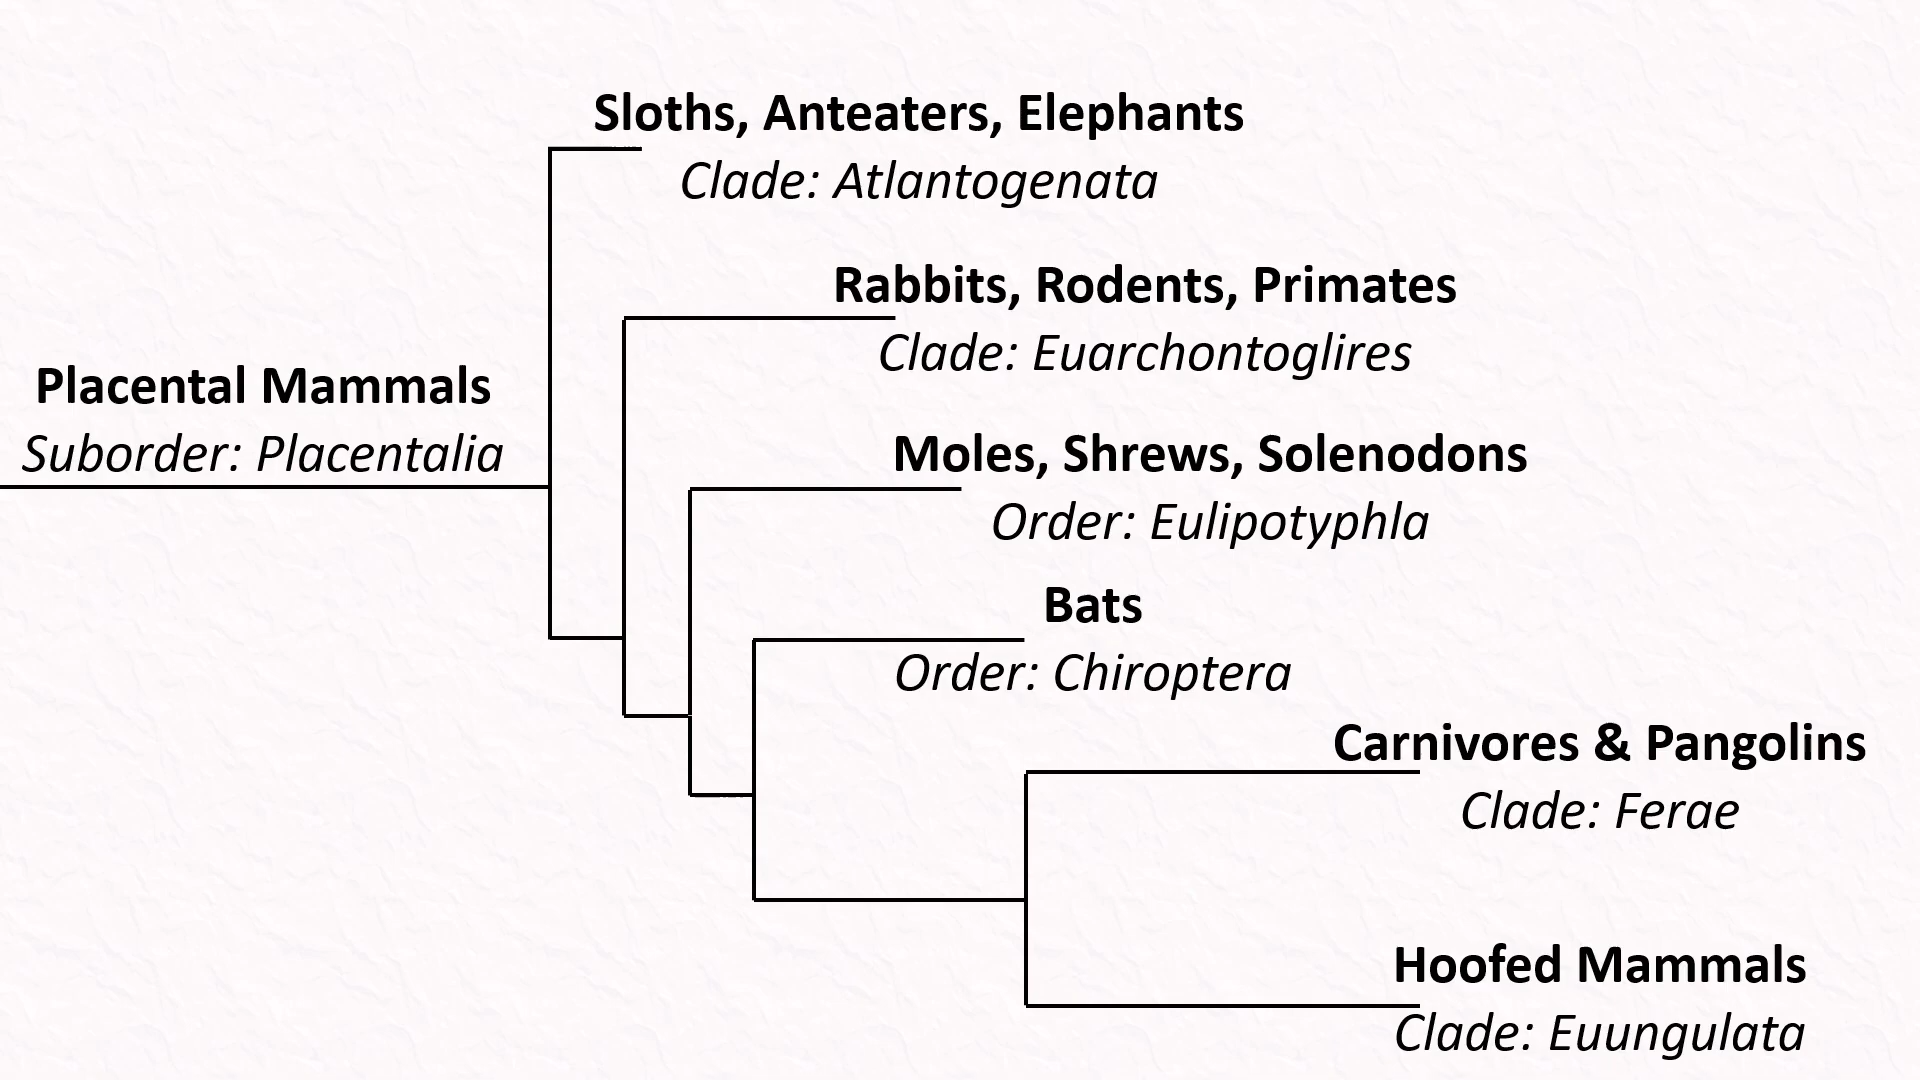 Sloths, Anteaters, Elephants
Clade: Atlantogenata
Rabbits, Rodents, Primates
Clade: Euarchontoglires
Placental Mammals
Suborder: Placentalia
Moles, Shrews, Solenodons
Order: Eulipotyphla
Bats
Order: Chiroptera
Carnivores & Pangolins
Clade: Ferae
Hoofed Mammals
Clade: Euungulata